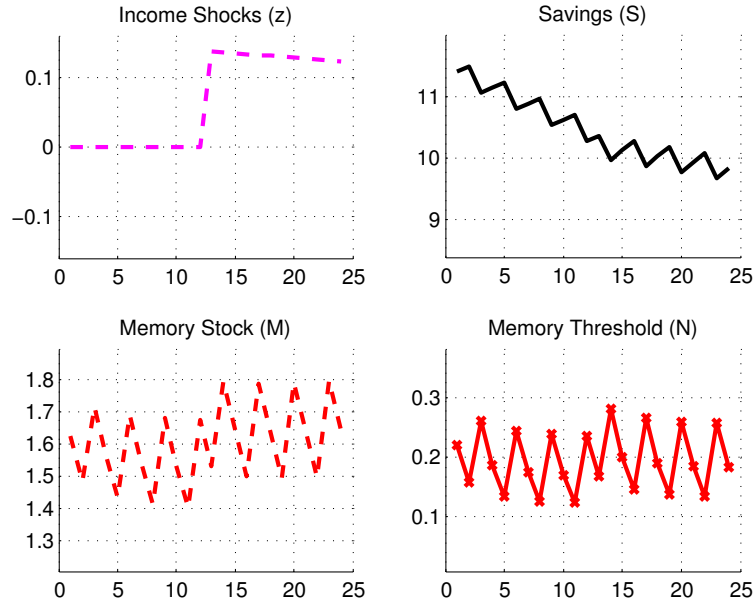 Income Shocks (z)
0.1
0
−0.1
0 5 10 15 20 25
Savings (S)
11
10
9
0 5 10 15 20 25
Memory Stock (M)
1.8
1.7
1.6
1.5
1.4
1.3
0 5 10 15 20 25
Memory Threshold (N)
0.3
0.2
0.1
0 5 10 15 20 25